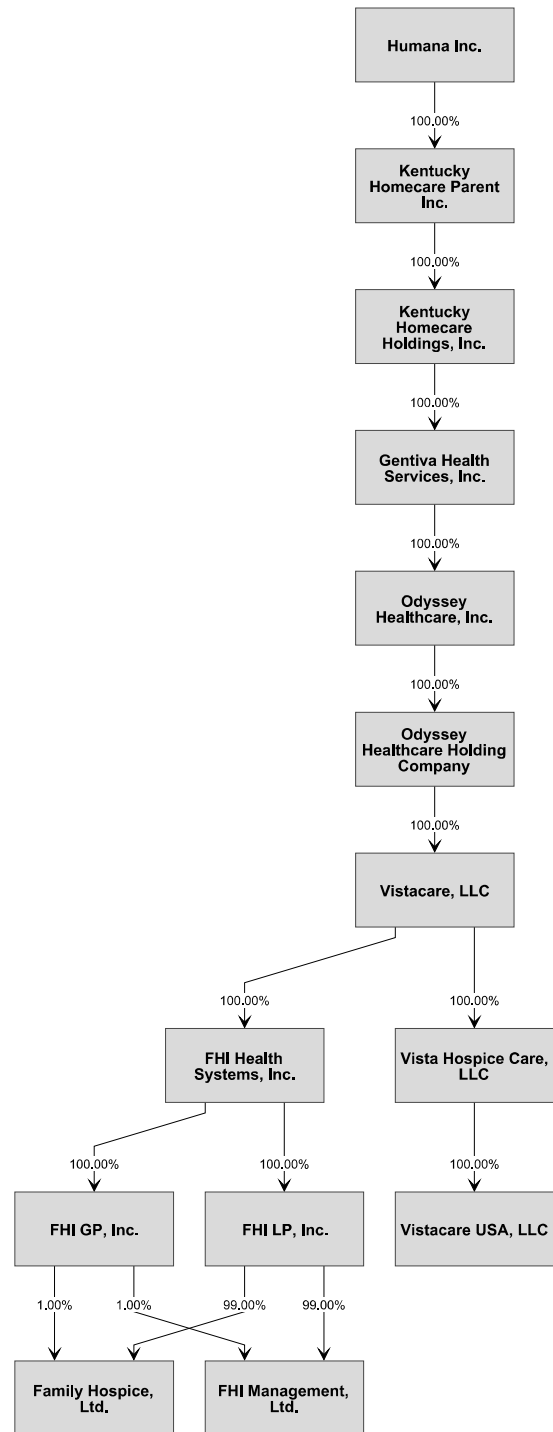 Humana Inc.
100.00%
Kentucky
Homecare Parent
Inc.
100.00%
Kentucky
Homecare
Holdings, Inc.
100.00%
Gentiva Health
Services, Inc.
100.00%
Odyssey
Healthcare, Inc.
100.00%
Odyssey
Healthcare Holding
Company
100.00%
Vistacare, LLC
100.00%
100.00%
FHI Health
Systems, Inc.
Vista Hospice Care,
LLC
100.00%
100.00%
100.00%
FHI GP, Inc.
FHI LP, Inc.
Vistacare USA, LLC
1.00%
1.00%
99.00%
99.00%
Family Hospice,
Ltd.
FHI Management,
Ltd.